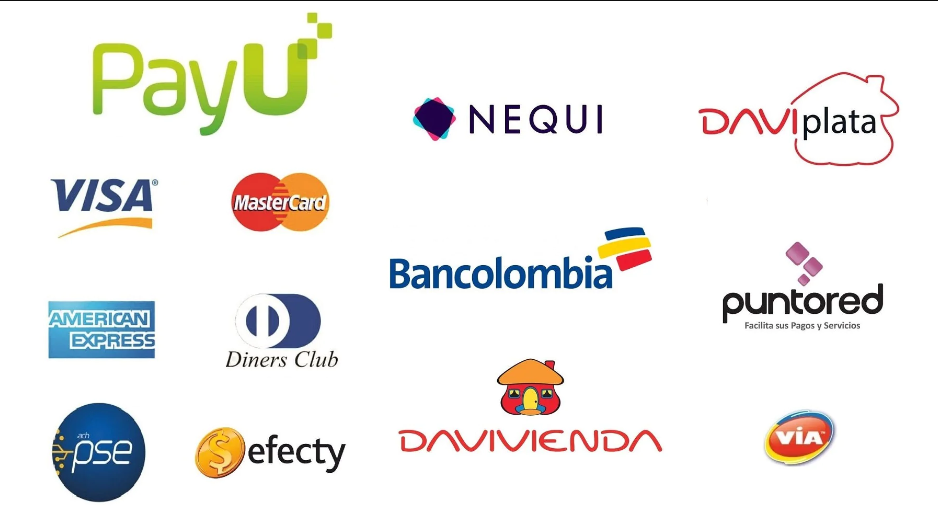 PayU
NEQUI
DAVIplata
VISA®
MasterCard
Bancolombia
puntored
Facilita sus Pagos y Servicios
AMERICAN
EXPRESS
Diners Club
ach
pse
efecty
DAVIVIENDA
VIA